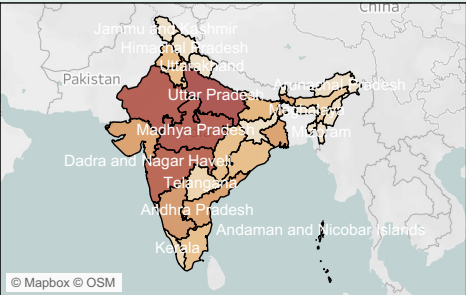 China
Jammu and Kashmir
Himachal Pradesh
Uttarakhand
Pakistan
Arunachal Pradesh
Uttar Pradesh
Meghalaya
Madhya Pradesh
Mizoram
Dadra and Nagar Haveli
Telangana
Andhra Pradesh
Andaman and Nicobar Islands
Kerala
© Mapbox © OSM